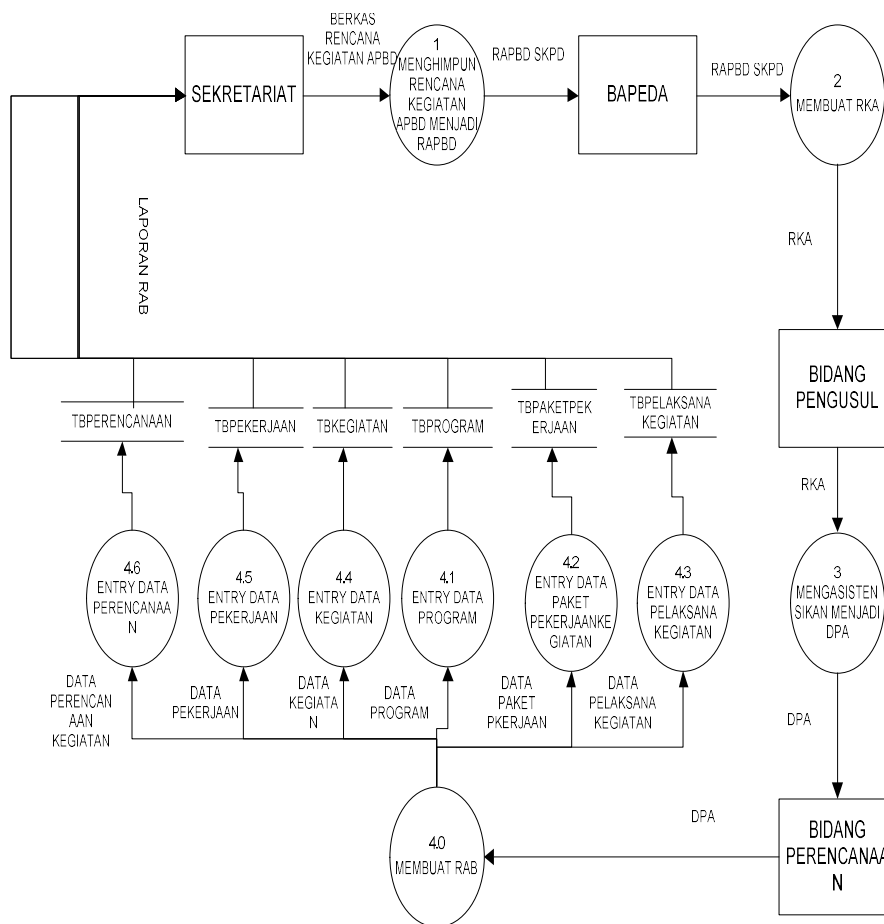 BERKAS
RENCANA
KEGIATAN APBD
SEKRETARIAT
1
MENGHIMPUN
RENCANA
KEGIATAN
APBD MENJADI
RAPBD
RAPBD SKPD
BAPEDA
RAPBD SKPD
2
MEMBUAT RKA
LAPORAN RAB
RKA
BIDANG
PENGUSUL
RKA
TBPERENCANAAN
TBPEKERJAAN
TBKEGIATAN
TBPROGRAM
TBPAKETPEK
ERJAAN
TBPELAKSANA
KEGIATAN
4.6
ENTRY DATA
PERENCANAA
N
4.5
ENTRY DATA
PEKERJAAN
4.4
ENTRY DATA
KEGIATAN
4.1
ENTRY DATA
PROGRAM
4.2
ENTRY DATA
PAKET
PEKERJAANKE
GIATAN
4.3
ENTRY DATA
PELAKSANA
KEGIATAN
3
MENGASISTEN
SIKAN MENJADI
DPA
DATA
PERENCAN
AAN
KEGIATAN
DATA
PEKERJAAN
DATA
KEGIATA
N
DATA
PROGRAM
DATA
PAKET
PKERJAAN
DATA
PELAKSANA
KEGIATAN
DPA
4.0
MEMBUAT RAB
DPA
BIDANG
PERENCANAA
N